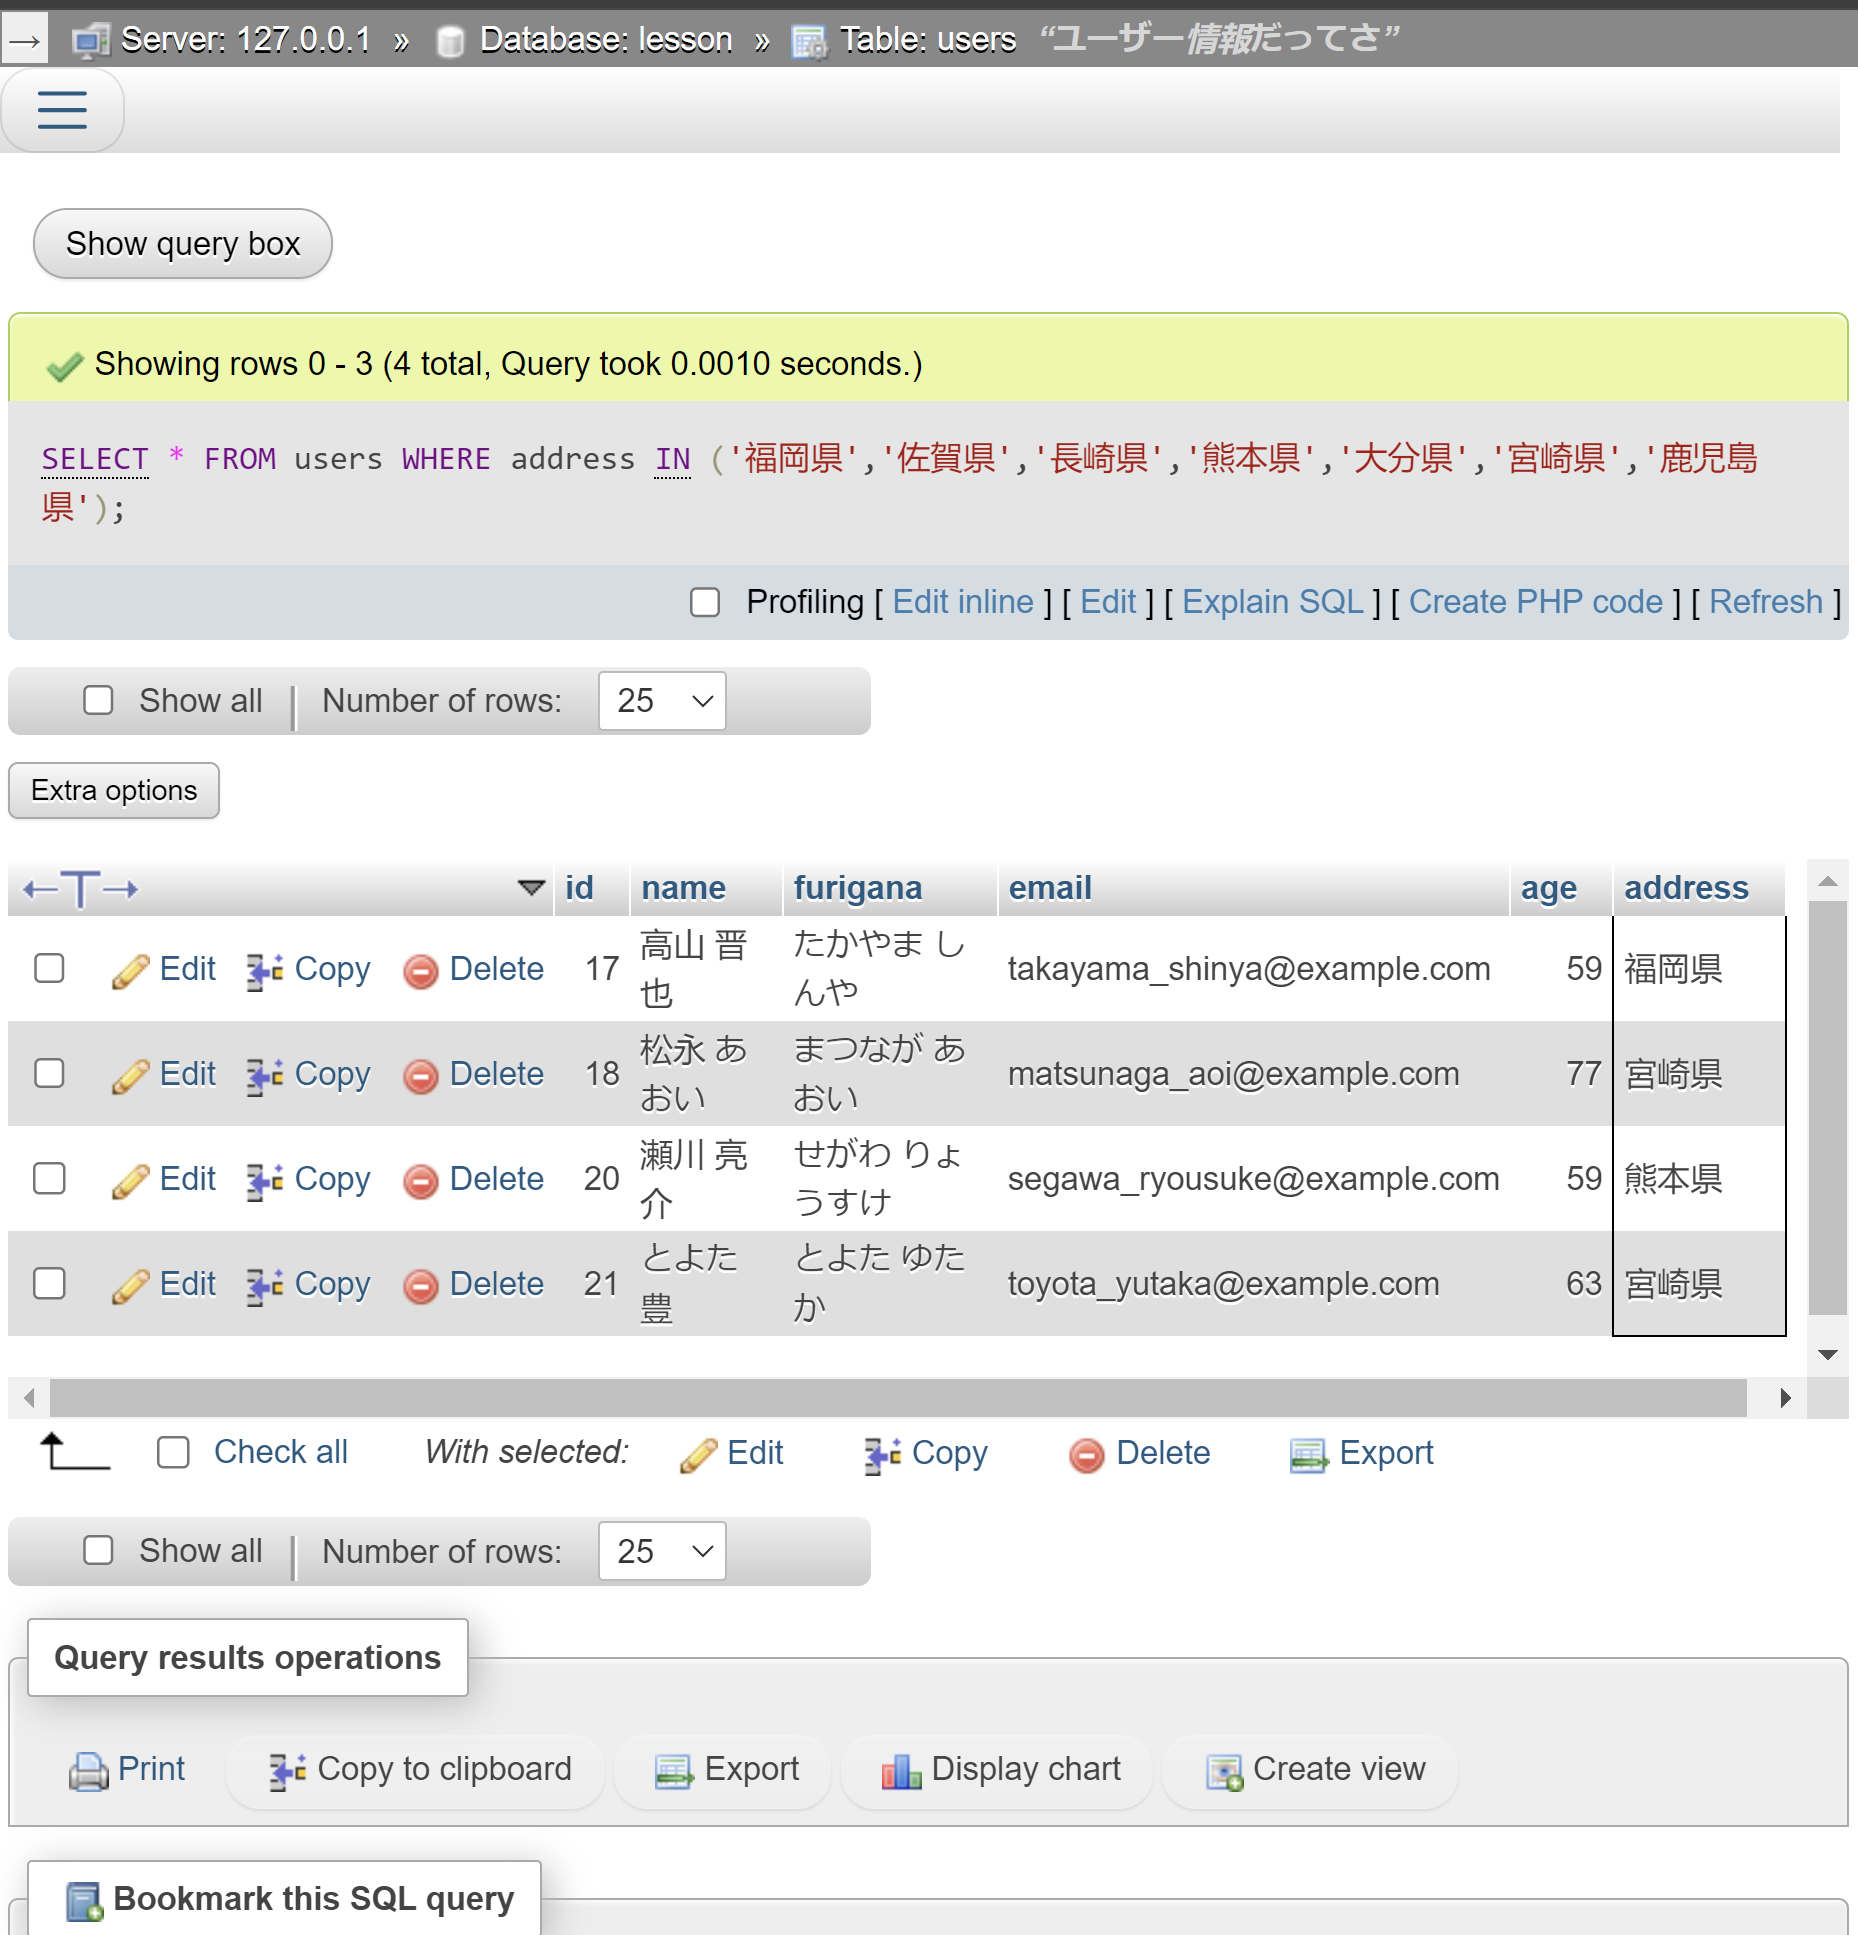 → Server: 127.0.0.1 » Database: lesson » Table: users “ユーザー情報だってさ”
Show query box
Showing rows 0 - 3 (4 total, Query took 0.0010 seconds.)
SELECT * FROM users WHERE address IN ('福岡県','佐賀県','長崎県','熊本県','大分県','宮崎県','鹿児島
県');
Profiling [ Edit inline ] [ Edit ] [ Explain SQL ] [ Create PHP code ] [ Refresh ]
Show all | Number of rows: 25
Extra options
←T→ id name furigana email age address
Edit Copy Delete 17 高山 晋也 たかやま しんや takayama_shinya@example.com 59 福岡県
Edit Copy Delete 18 松永 あおい まつなが あおい matsunaga_aoi@example.com 77 宮崎県
Edit Copy Delete 20 瀬川 亮介 せがわ りょうすけ segawa_ryousuke@example.com 59 熊本県
Edit Copy Delete 21 とよた 豊 とよた ゆたか toyota_yutaka@example.com 63 宮崎県
Check all With selected: Edit Copy Delete Export
Show all | Number of rows: 25
Query results operations
Print Copy to clipboard Export Display chart Create view
Bookmark this SQL query